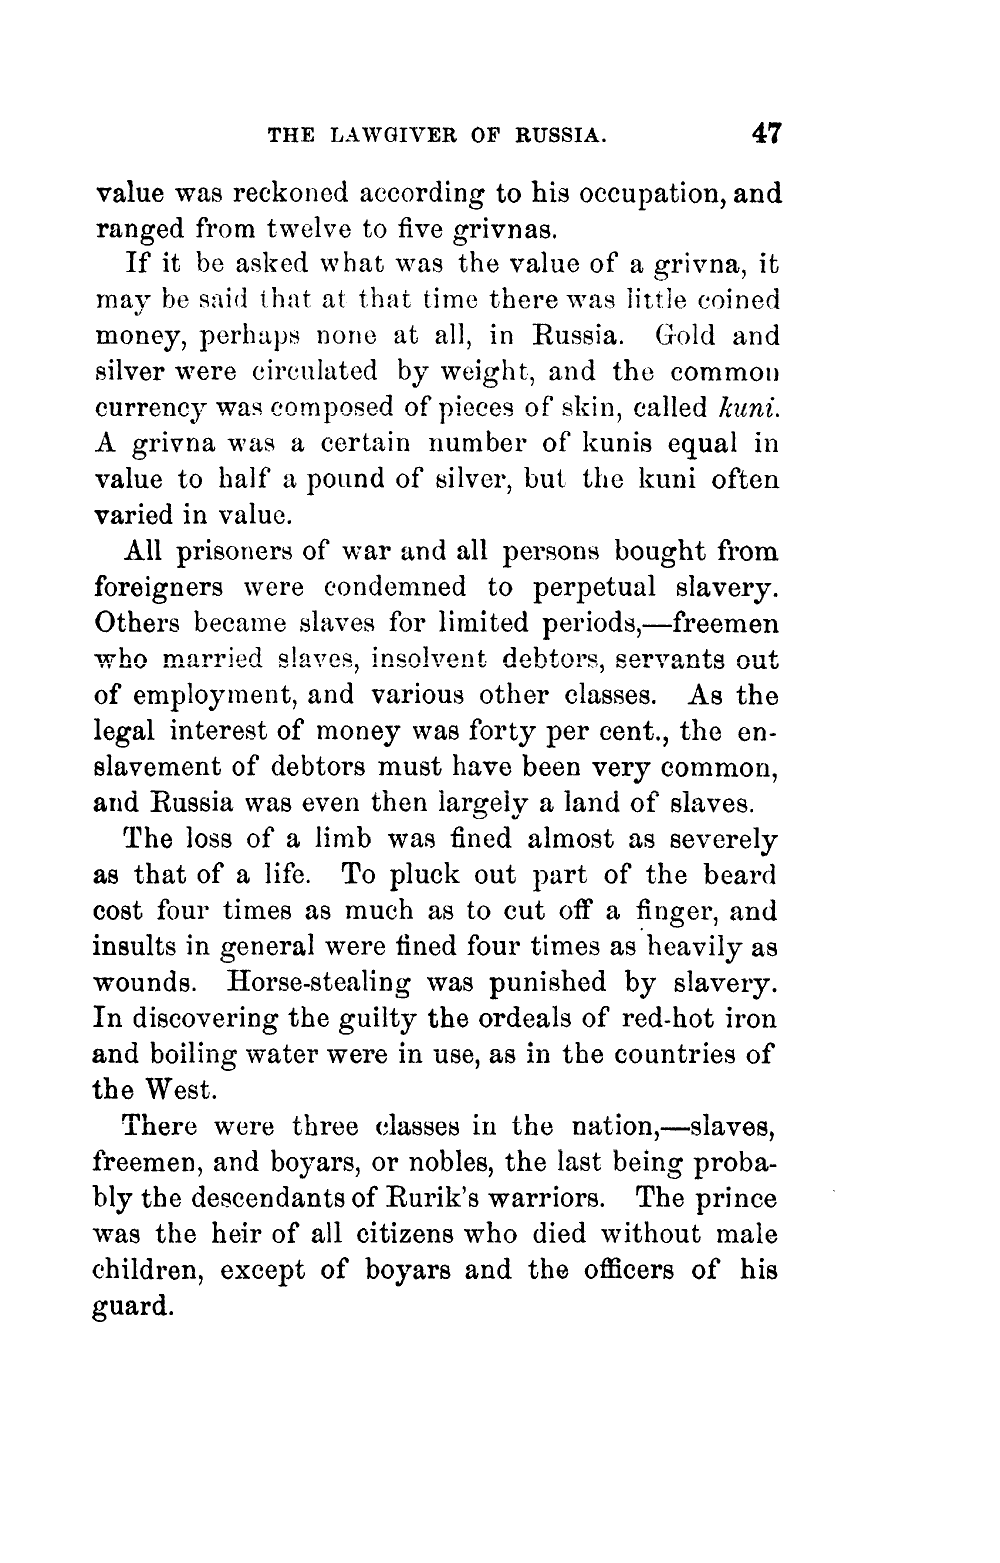 THE LAWGIVER OF RUSSIA. 47
value was reckoned according to his occupation, and
ranged from twelve to five grivnas.
If it be asked what was the value of a grivna, it
may be said that at that time there was little coined
money, perhaps none at all, in Russia. Gold and
silver were circulated by weight, and the common
currency was composed of pieces of skin, called kuni.
A grivna was a certain number of kunis equal in
value to half a pound of silver, but the kuni often
varied in value.
All prisoners of war and all persons bought from
foreigners were condemned to perpetual slavery.
Others became slaves for limited periods,—freemen
who married slaves, insolvent debtors, servants out
of employment, and various other classes. As the
legal interest of money was forty per cent., the en-
slavement of debtors must have been very common,
and Russia was even then largely a land of slaves.
The loss of a limb was fined almost as severely
as that of a life. To pluck out part of the beard
cost four times as much as to cut off a finger, and
insults in general were fined four times as heavily as
wounds. Horse-stealing was punished by slavery.
In discovering the guilty the ordeals of red-hot iron
and boiling water were in use, as in the countries of
the West.
There were three classes in the nation,—slaves,
freemen, and boyars, or nobles, the last being proba-
bly the descendants of Rurik's warriors. The prince
was the heir of all citizens who died without male
children, except of boyars and the officers of his
guard.